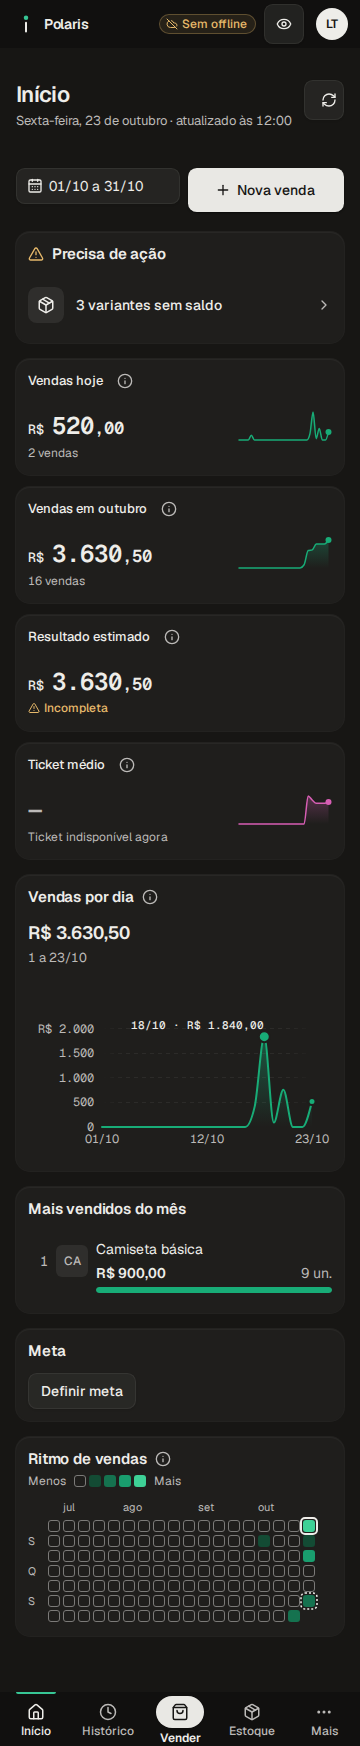 Polaris
Sem offline
LT
Início
Sexta-feira, 23 de outubro · atualizado às 12:00
01/10 a 31/10
Nova venda
Precisa de ação
3 variantes sem saldo
Vendas hoje
R$ 520,00
2 vendas
Vendas em outubro
R$ 3.630,50
16 vendas
Resultado estimado
R$ 3.630,50
Incompleta
Ticket médio
—
Ticket indisponível agora
Vendas por dia
R$ 3.630,50
1 a 23/10
18/10 · R$ 1.840,00
R$ 2.000
1.500
1.000
500
0
01/10 12/10 23/10
Mais vendidos do mês
1 CA Camiseta básica
R$ 900,00 9 un.
Meta
Definir meta
Ritmo de vendas
Menos Mais
jul ago set out
S
Q
S
Início Histórico Vender Estoque Mais